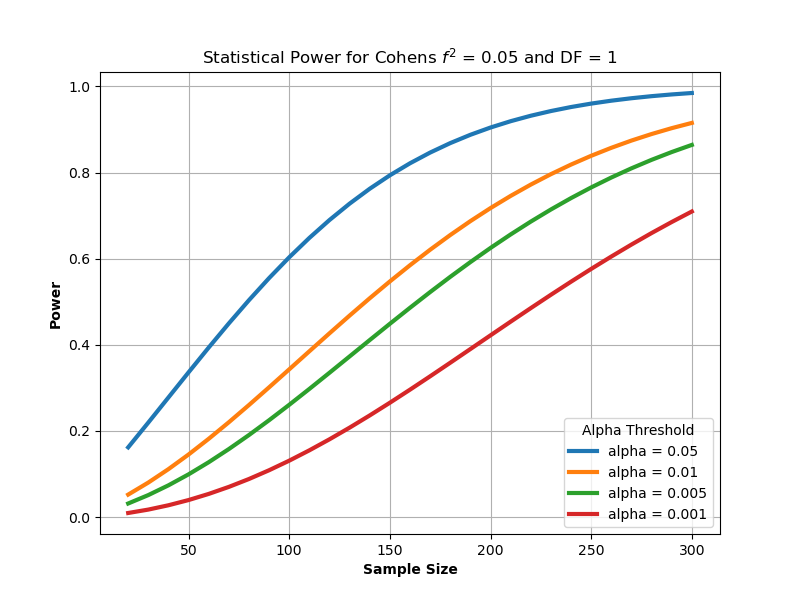 Statistical Power for Cohens $f^2$ = 0.05 and DF = 1
1.0
0.8
0.6
0.4
0.2
0.0
Power
50
100
150
200
250
300
Sample Size
Alpha Threshold
alpha = 0.05
alpha = 0.01
alpha = 0.005
alpha = 0.001